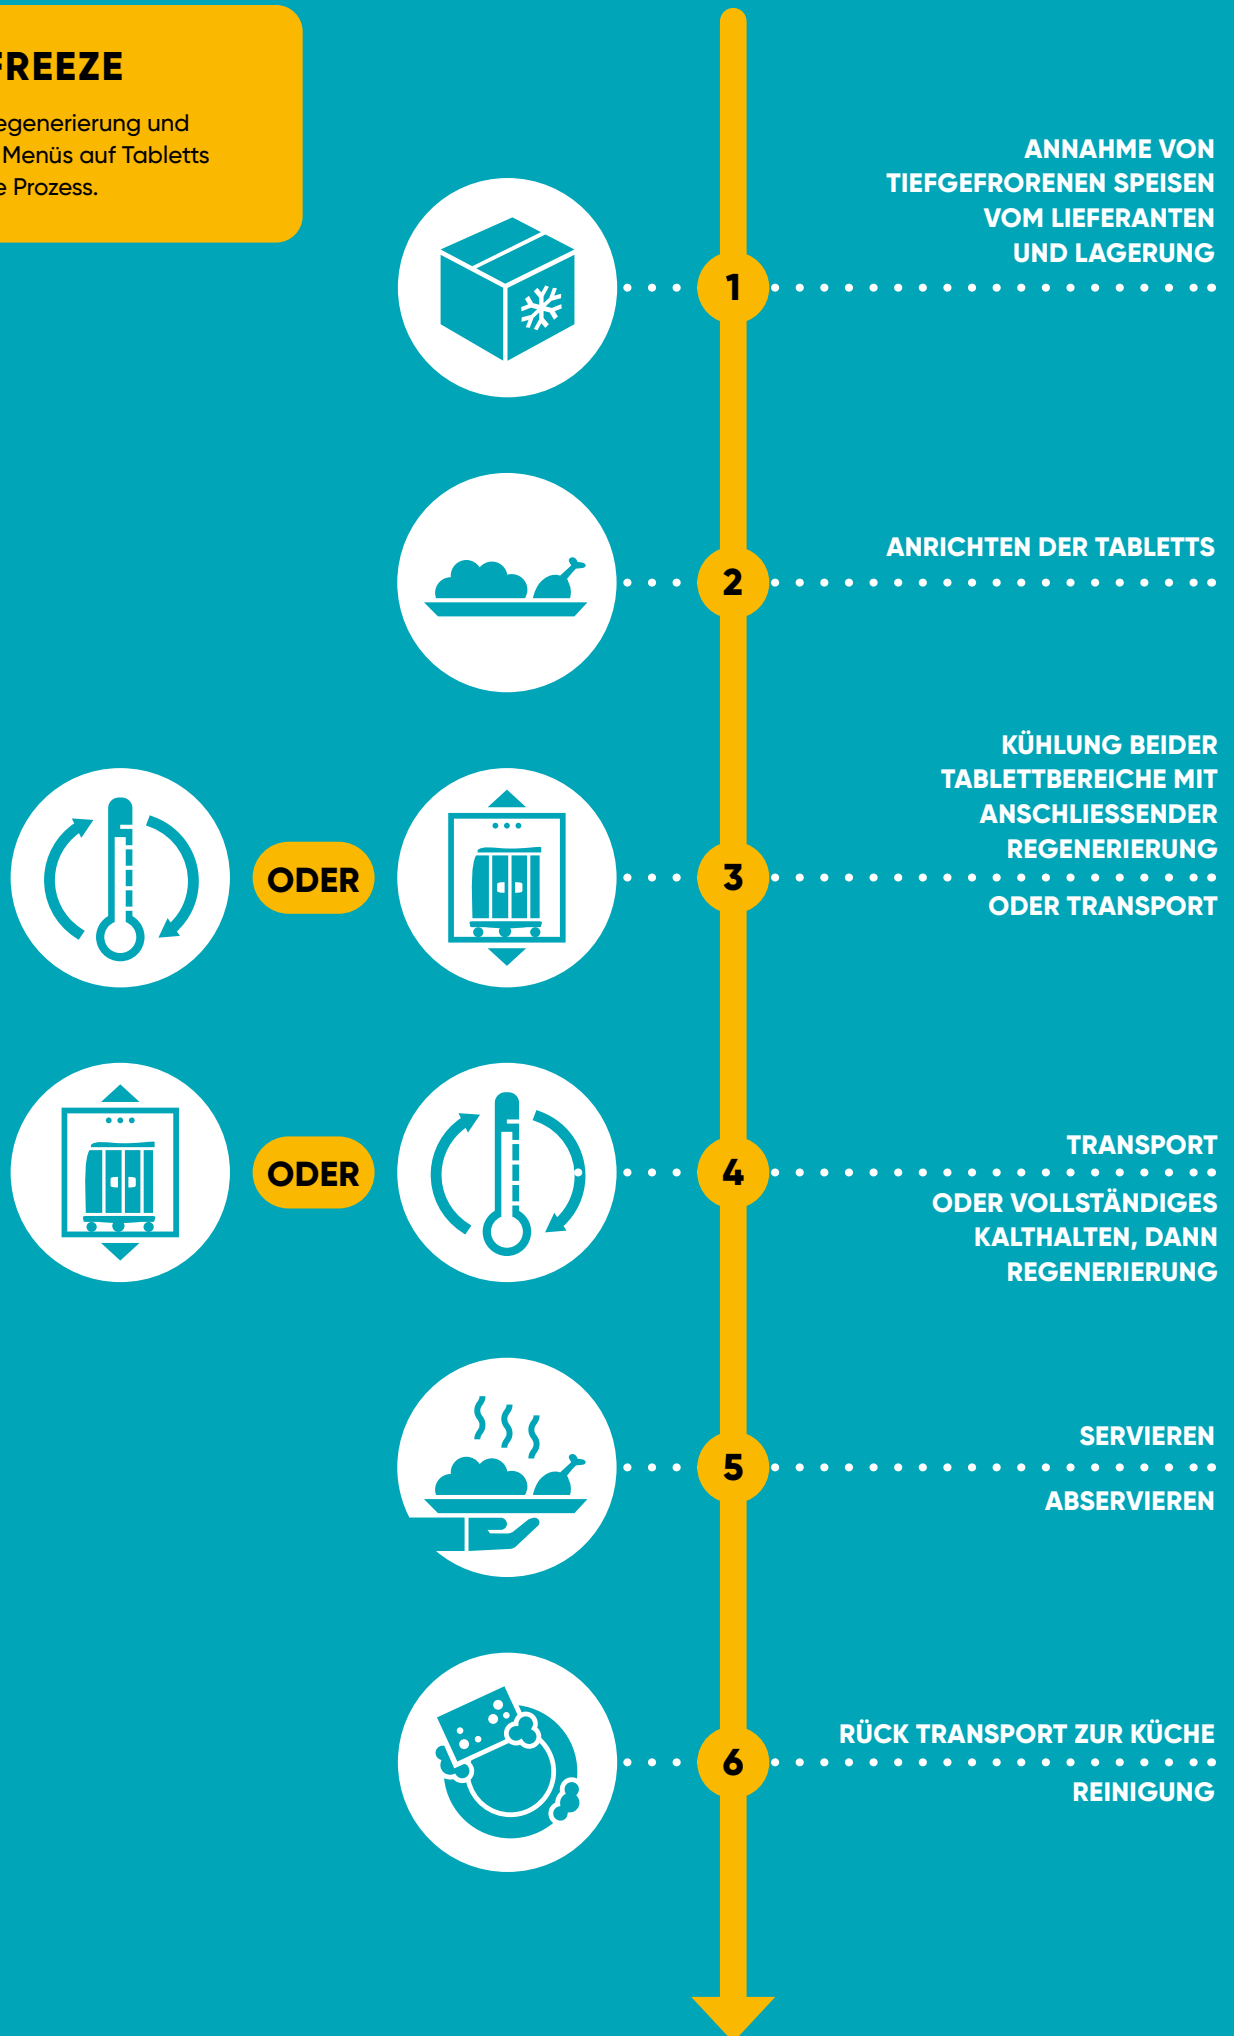 FREEZE
egenerierung und
Menüs auf Tabletts
e Prozess.
ANNAHME VON
TIEFGEFRORENEN SPEISEN
VOM LIEFERANTEN
UND LAGERUNG
1
ANRICHTEN DER TABLETTS
2
KÜHLUNG BEIDER
TABLETTBEREICHE MIT
ANSCHLIESSENDER
REGENERIERUNG
ODER
3
ODER TRANSPORT
TRANSPORT
ODER
4
ODER VOLLSTÄNDIGES
KALTHALTEN, DANN
REGENERIERUNG
SERVIEREN
5
ABSERVIEREN
RÜCK TRANSPORT ZUR KÜCHE
6
REINIGUNG